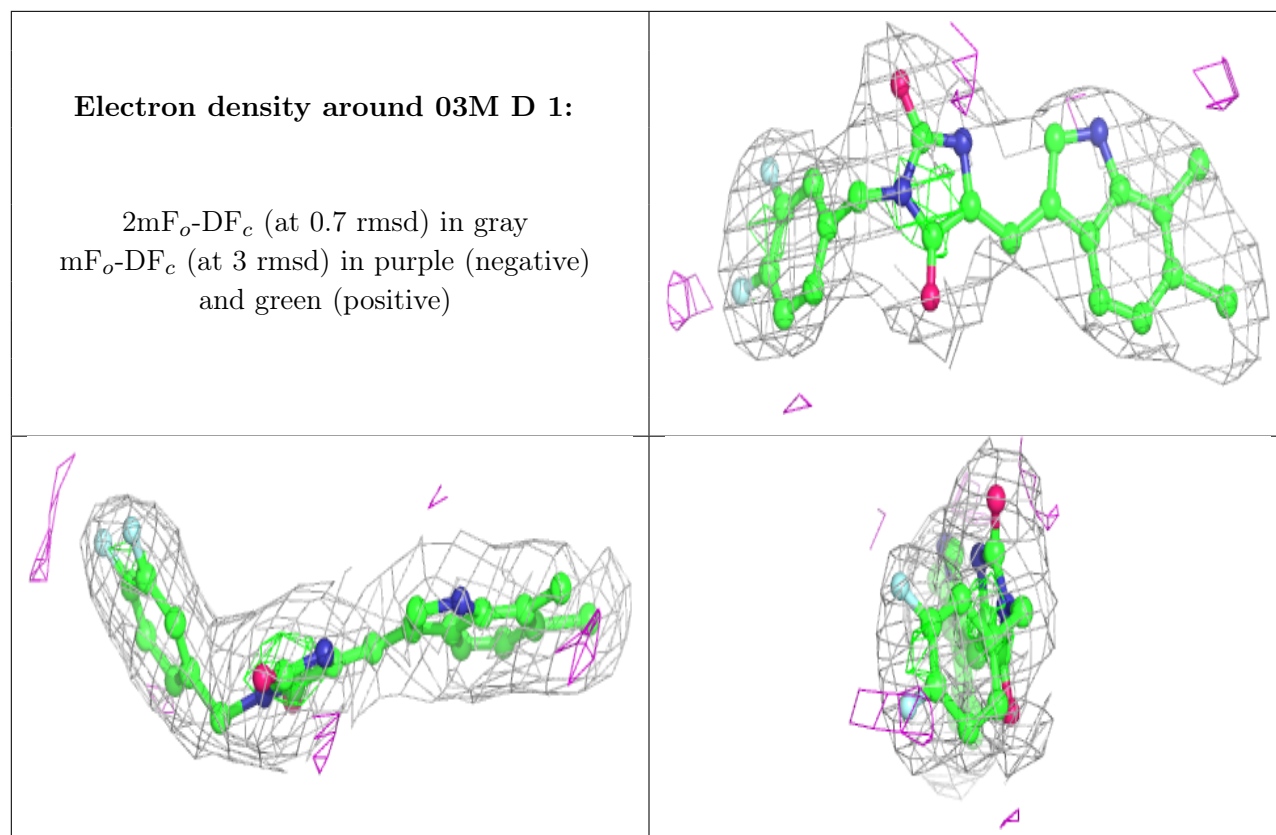 Electron density around 03M D 1:
2mFo-DFc (at 0.7 rmsd) in gray
mFo-DFc (at 3 rmsd) in purple (negative)
and green (positive)